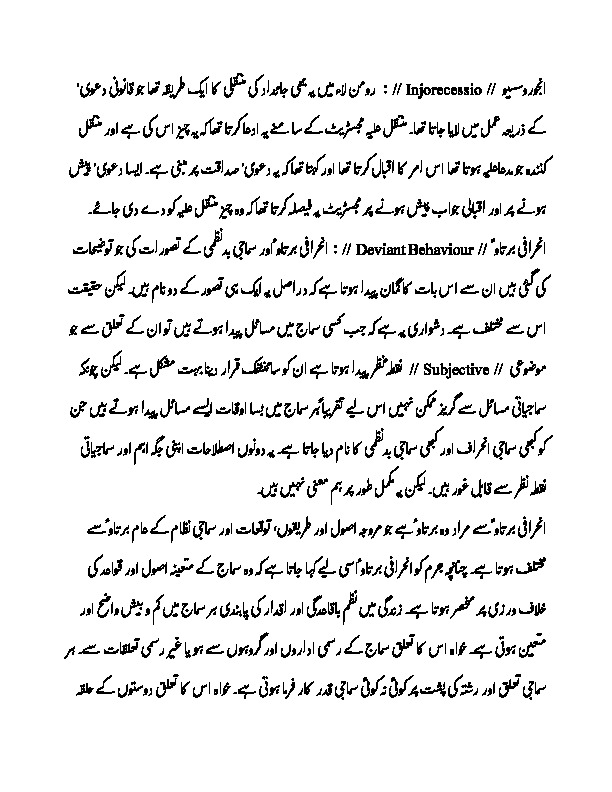 انجوروسیو // Injorecessio // : رومن لاء میں یہ بھی جائداد کی منتقلی کا ایک طریقہ تھا جو قانونی دعویٰ
کے ذریعہ عمل میں لایا جاتا تھا۔ منتقل علیہ مجسٹریٹ کے سامنے یہ ادعا کرتا تھا کہ یہ چیز اس کی ہے اور منتقل
کنندہ جو مدعا علیہ ہوتا تھا اس امر کا اقبال کرتا تھا اور کہتا تھا کہ یہ دعویٰ صداقت پر مبنی ہے۔ ایسا دعویٰ پیش
ہونے پر اور اقبالی جواب پیش ہونے پر مجسٹریٹ یہ فیصلہ کرتا تھا کہ وہ چیز منتقل علیہ کو دے دی جائے۔
انحرافی برتاوٗ // Deviant Behaviour // : انحرافی برتاوٗ اور سماجی بدنظمی کے تصورات کی جو توضیحات
کی گئی ہیں ان سے اس بات کا گمان پیدا ہوتا ہے کہ دراصل یہ ایک ہی تصور کے دو نام ہیں۔ لیکن حقیقت
اس سے مختلف ہے۔ دشواری یہ ہے کہ جب کسی سماج میں مسائل پیدا ہوتے ہیں تو ان کے تعلق سے جو
موضوعی // Subjective // نقطہ نظر پیدا ہوتا ہے ان کو سائنٹفک قرار دینا بہت مشکل ہے۔ لیکن چونکہ
سماجیاتی مسائل سے گریز ممکن نہیں اس لیے تقریباً ہر سماج میں بسا اوقات ایسے مسائل پیدا ہوتے ہیں جن
کو کبھی سماجی انحراف اور کبھی سماجی بدنظمی کا نام دیا جاتا ہے۔ یہ دونوں اصطلاحات اپنی جگہ اہم اور سماجیاتی
نقطہ نظر سے قابل غور ہیں۔ لیکن یہ مکمل طور پر ہم معنی نہیں ہیں۔
انحرافی برتاوٗ سے مراد وہ برتاوٗ ہے جو مروجہ اصول اور طریقوں، توقعات اور سماجی نظام کے عام برتاوٗ سے
مختلف ہوتا ہے۔ چنانچہ جرم کو انحرافی برتاوٗ اسی لیے کہا جاتا ہے کہ وہ سماج کے متعینہ اصول اور قواعد کی
خلاف ورزی پر منحصر ہوتا ہے۔ زندگی میں نظم باقاعدگی اور اقدار کی پابندی ہر سماج میں کم و بیش واضح اور
متعین ہوتی ہے۔ خواہ اس کا تعلق سماج کے رسمی اداروں اور گروہوں سے ہو یا غیر رسمی تعلقات سے۔ ہر
سماجی تعلق اور رشتہ کی پشت پر کوئی نہ کوئی سماجی قدر کار فرما ہوتی ہے۔ خواہ اس کا تعلق دوستوں کے حلقہ